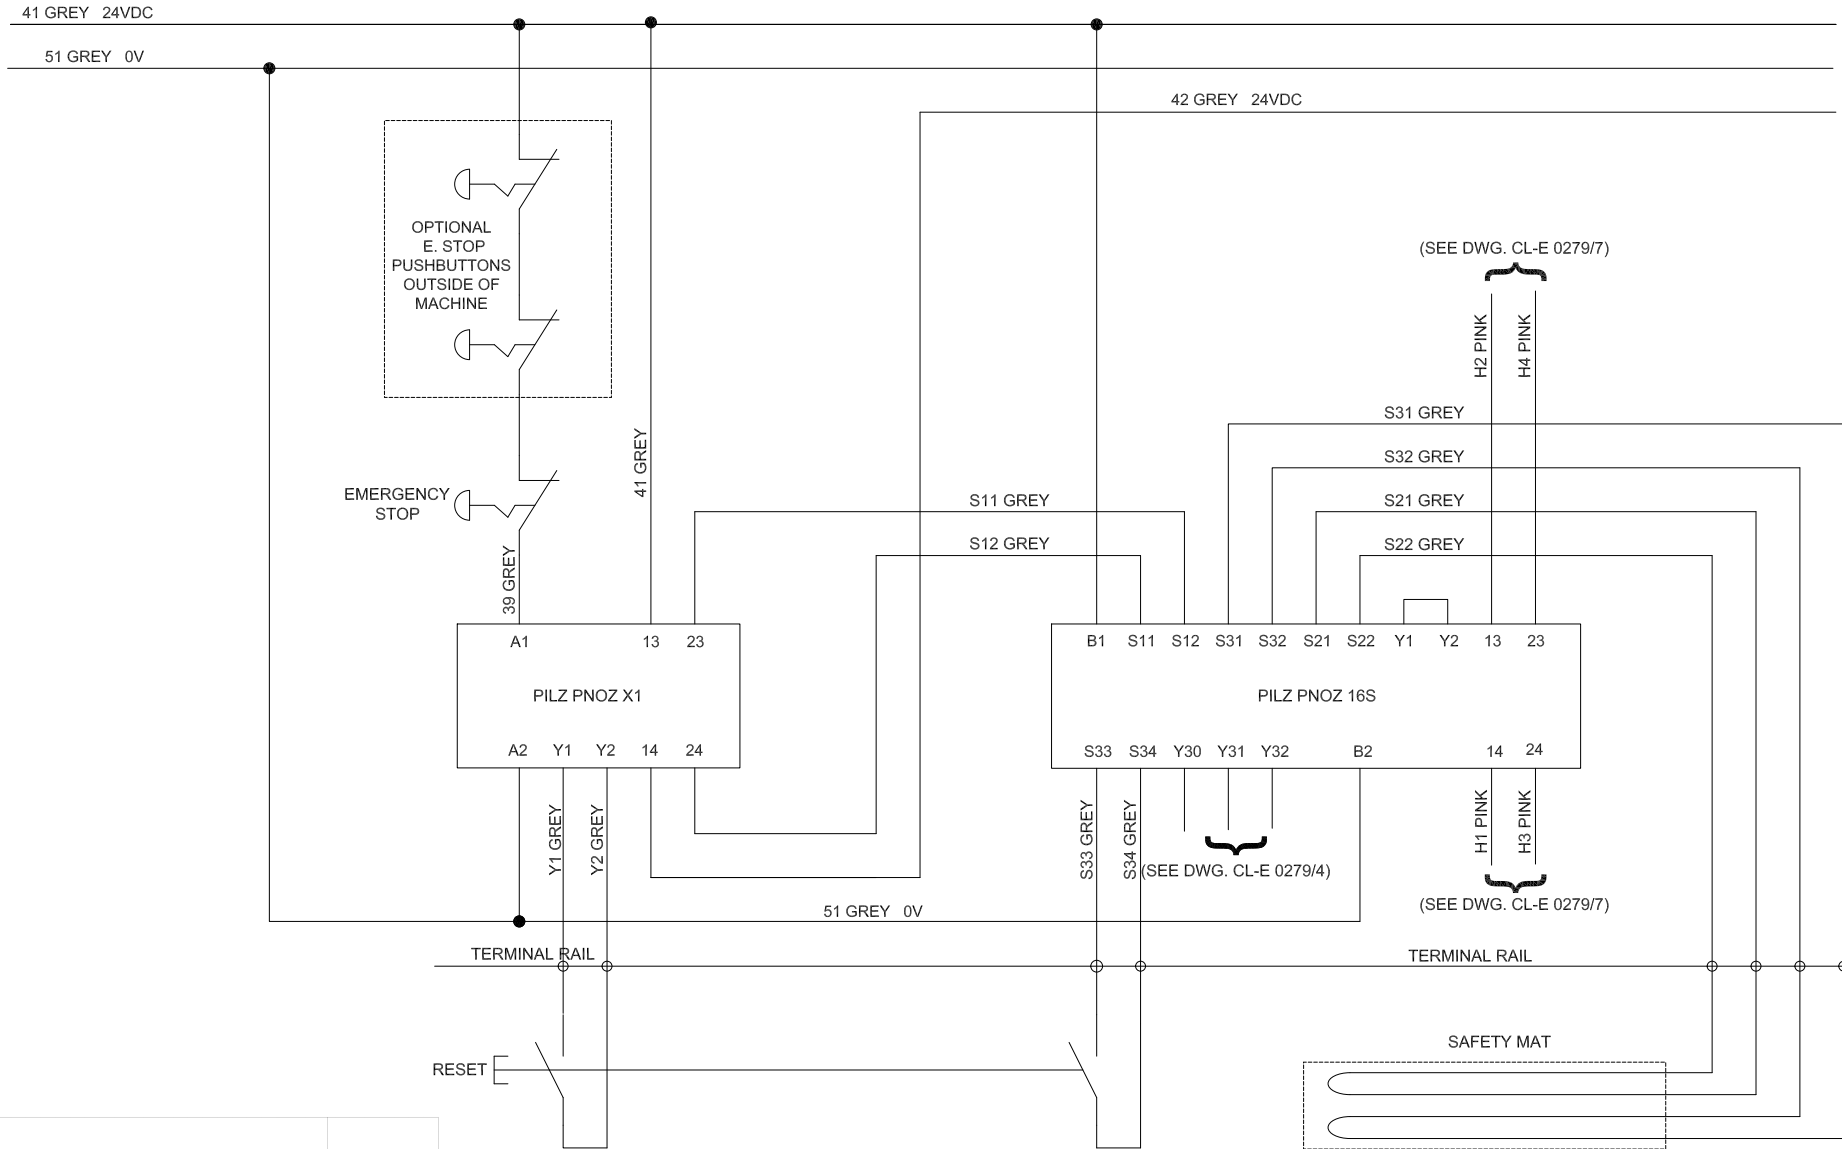 41 GREY 24VDC
51 GREY 0V
42 GREY 24VDC
OPTIONAL
E. STOP
PUSHBUTTONS
OUTSIDE OF
MACHINE
(SEE DWG. CL-E 0279/7)
H2 PINK
H4 PINK
S31 GREY
S32 GREY
41 GREY
EMERGENCY
STOP
S11 GREY
S21 GREY
S12 GREY
S22 GREY
39 GREY
A1 13 23
B1 S11 S12 S31 S32 S21 S22 Y1 Y2 13 23
PILZ PNOZ X1
PILZ PNOZ 16S
A2 Y1 Y2 14 24
S33 S34 Y30 Y31 Y32 B2 14 24
Y1 GREY
Y2 GREY
S33 GREY
S34 GREY
H1 PINK
H3 PINK
(SEE DWG. CL-E 0279/4)
(SEE DWG. CL-E 0279/7)
51 GREY 0V
TERMINAL RAIL
TERMINAL RAIL
SAFETY MAT
RESET